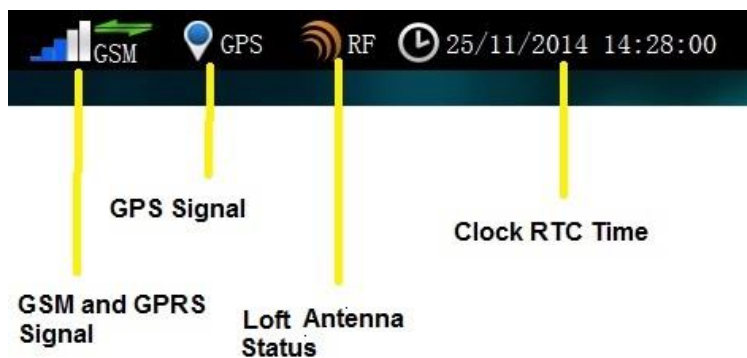 GSM GPS RF 25/11/2014 14:28:00
GPS Signal
Clock RTC Time
GSM and GPRS
Signal
Loft Antenna
Status